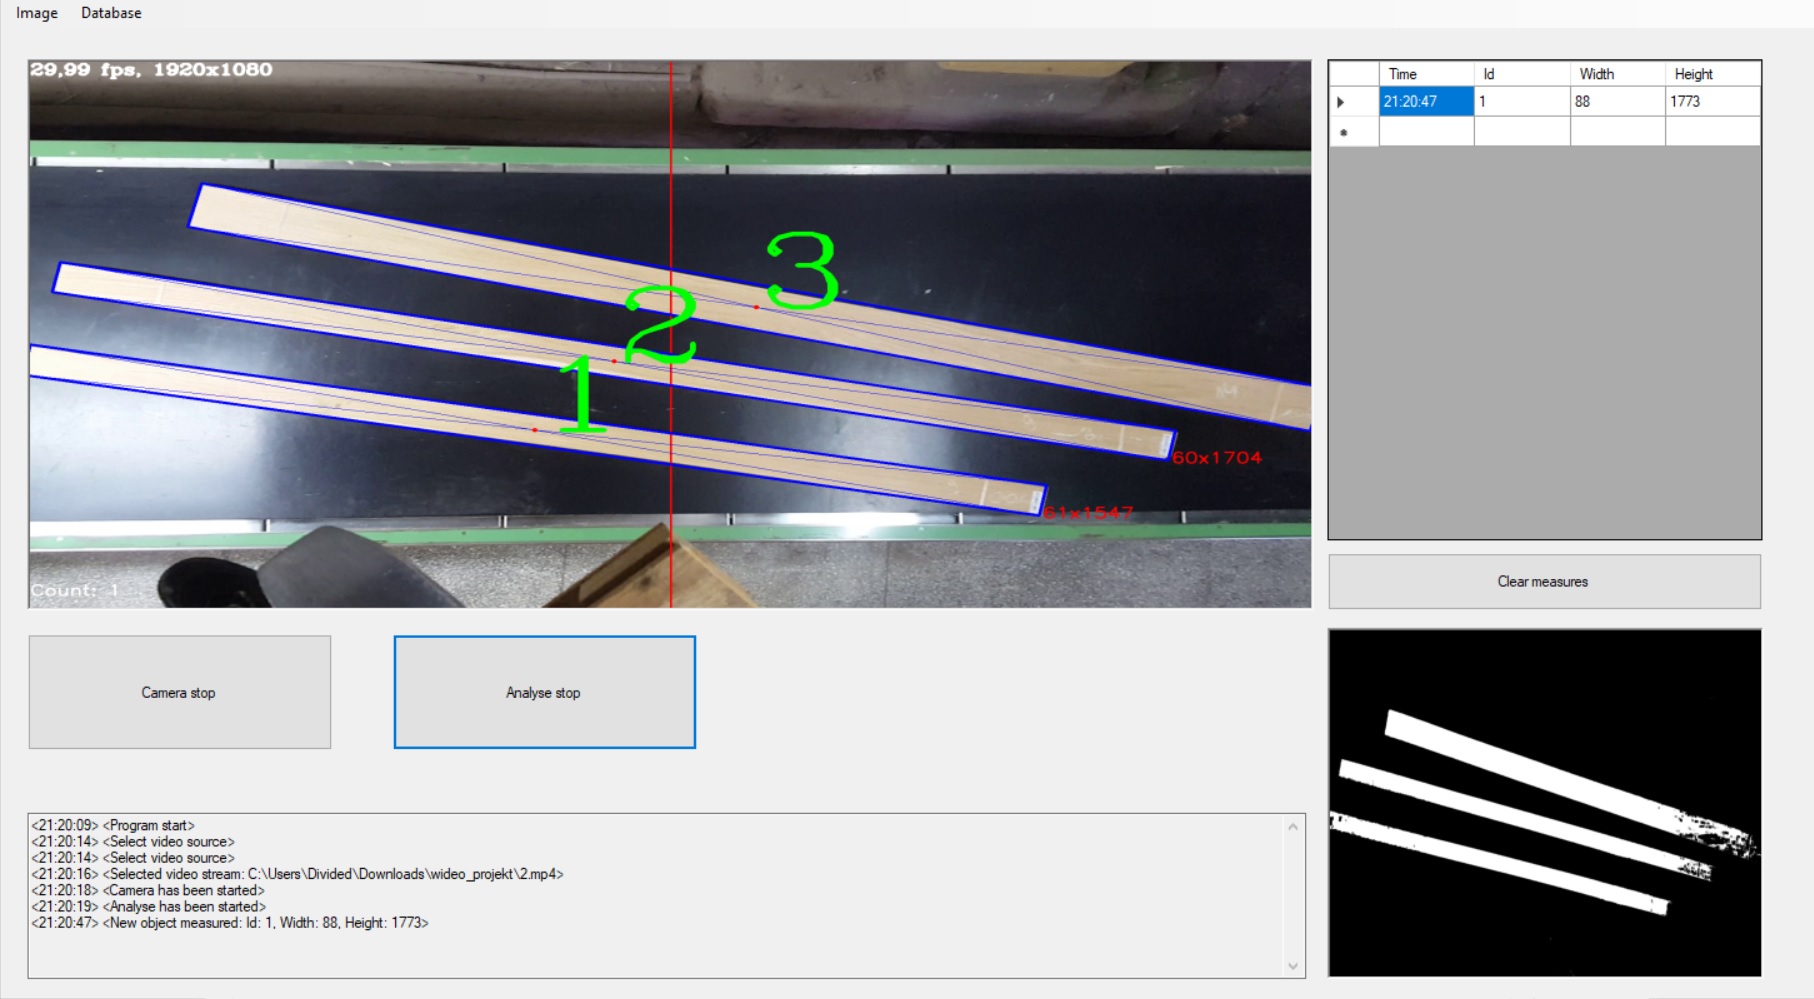 Image Database
29,99 fps, 1920x1080
3
2
1
60x1704
61x1547
Count: 1
Time Id Width Height
21:20:47 1 88 1773
Clear measures
Camera stop
Analyse stop
<21:20:09> <Program start>
<21:20:14> <Select video source>
<21:20:14> <Select video source>
<21:20:16> <Selected video stream: C:\Users\Divided\Downloads\wideo_projekt\2.mp4>
<21:20:18> <Camera has been started>
<21:20:19> <Analyse has been started>
<21:20:47> <New object measured: Id: 1, Width: 88, Height: 1773>